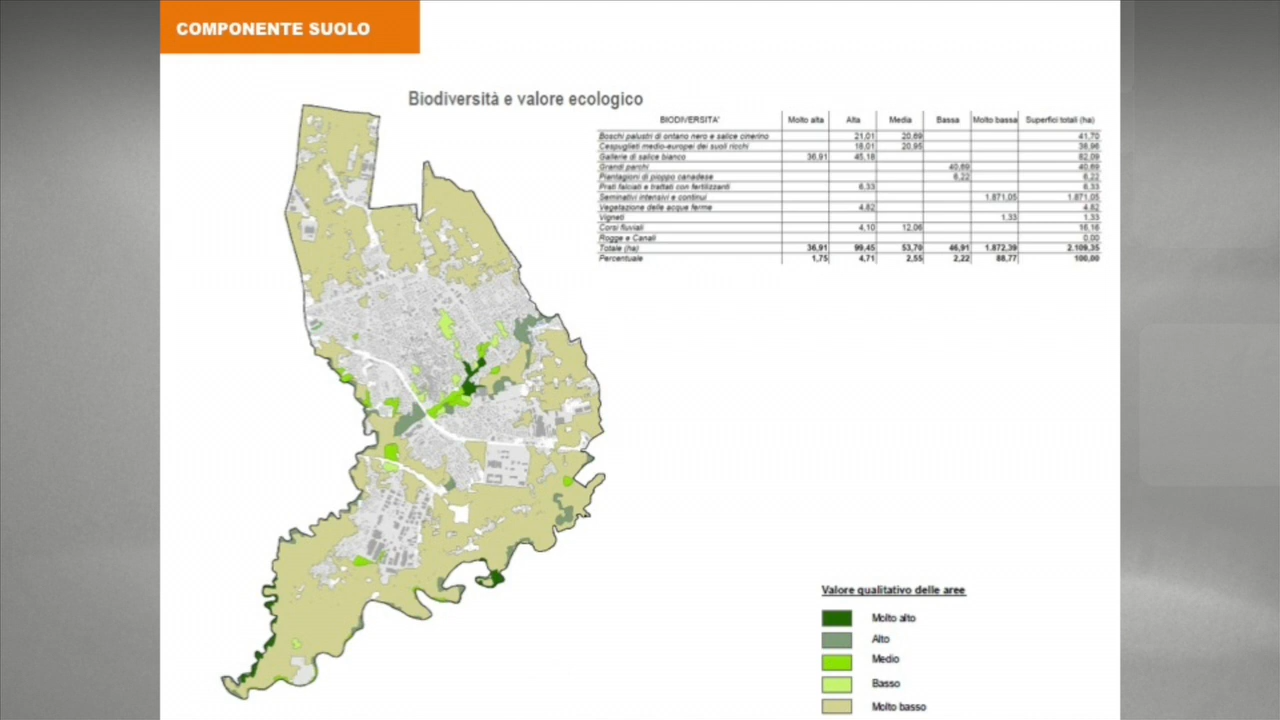 COMPONENTE SUOLO
Biodiversità e valore ecologico
BIODIVERSITA' Molto alta Alta Media Bassa Molto bassa Superfici totali (ha)
Boschi palustri di ontano nero e salice cinerino 21,01 20,69 41,70
Cespuglieti medio-europei dei suoli ricchi 18,01 20,95 38,96
Gallerie di salice bianco 36,91 45,18 82,09
Grandi parchi 40,69 40,69
Piantagioni di pioppo canadese 6,22 6,22
Prati falciati e trattati con fertilizzanti 6,33 6,33
Seminativi intensivi e continui 1.871,05 1.871,05
Vegetazione delle acque ferme 4,82 4,82
Vigneti 1,33 1,33
Corsi fluviali 4,10 12,06 16,16
Rogge e Canali 0,00
Totale (ha) 36,91 99,45 53,70 46,91 1.872,39 2.109,35
Percentuale 1,75 4,71 2,55 2,22 88,77 100,00
Valore qualitativo delle aree
Molto alto
Alto
Medio
Basso
Molto basso